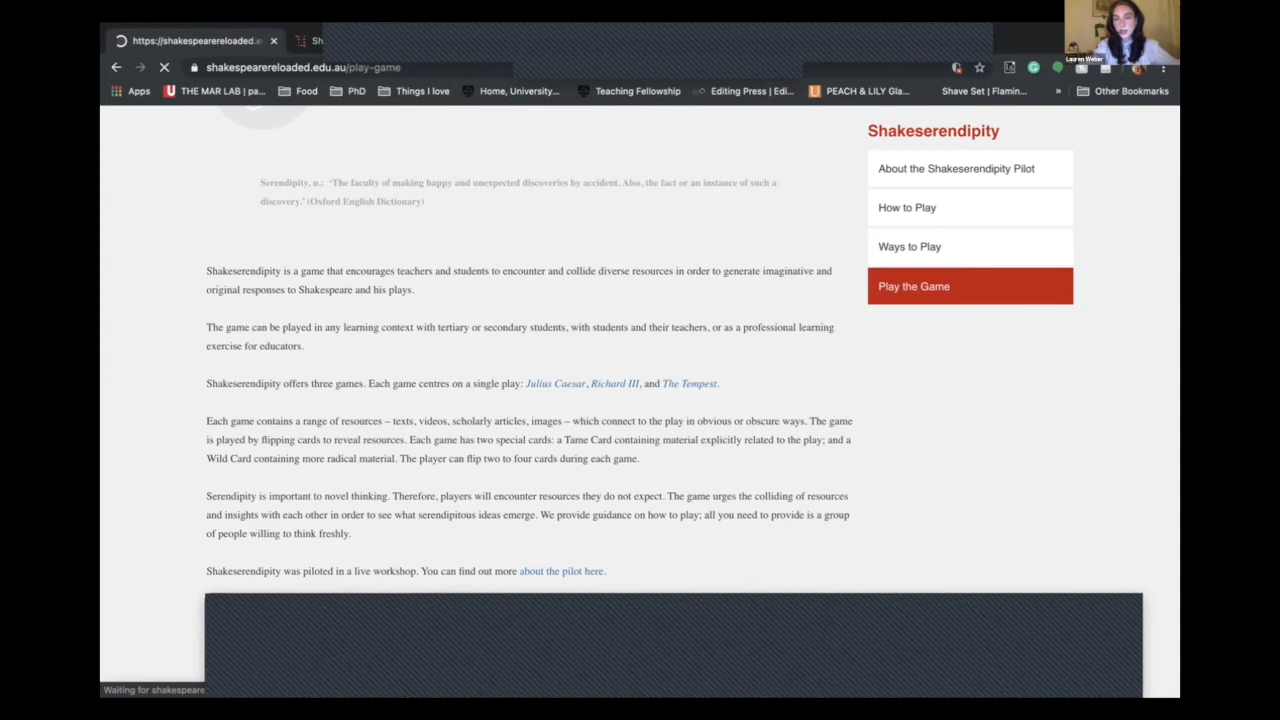 https://shakespearereloaded.e
Sh
shakespearereloaded.edu.au/play-game
Lauren Weber
Apps
THE MAR LAB | pa...
Food
PhD
Things I love
Home, University...
Teaching Fellowship
Editing Press | Edi...
PEACH & LILY Gla...
Shave Set | Flamin...
»
Other Bookmarks
Serendipity, n.: ‘The faculty of making happy and unexpected discoveries by accident. Also, the fact or an instance of such a
discovery.’ (Oxford English Dictionary)
Shakeserendipity is a game that encourages teachers and students to encounter and collide diverse resources in order to generate imaginative and
original responses to Shakespeare and his plays.
The game can be played in any learning context with tertiary or secondary students, with students and their teachers, or as a professional learning
exercise for educators.
Shakeserendipity offers three games. Each game centres on a single play: Julius Caesar, Richard III, and The Tempest.
Each game contains a range of resources – texts, videos, scholarly articles, images – which connect to the play in obvious or obscure ways. The game
is played by flipping cards to reveal resources. Each game has two special cards: a Tame Card containing material explicitly related to the play; and a
Wild Card containing more radical material. The player can flip two to four cards during each game.
Serendipity is important to novel thinking. Therefore, players will encounter resources they do not expect. The game urges the colliding of resources
and insights with each other in order to see what serendipitous ideas emerge. We provide guidance on how to play; all you need to provide is a group
of people willing to think freshly.
Shakeserendipity was piloted in a live workshop. You can find out more about the pilot here.
Shakeserendipity
About the Shakeserendipity Pilot
How to Play
Ways to Play
Play the Game
Waiting for shakespeare